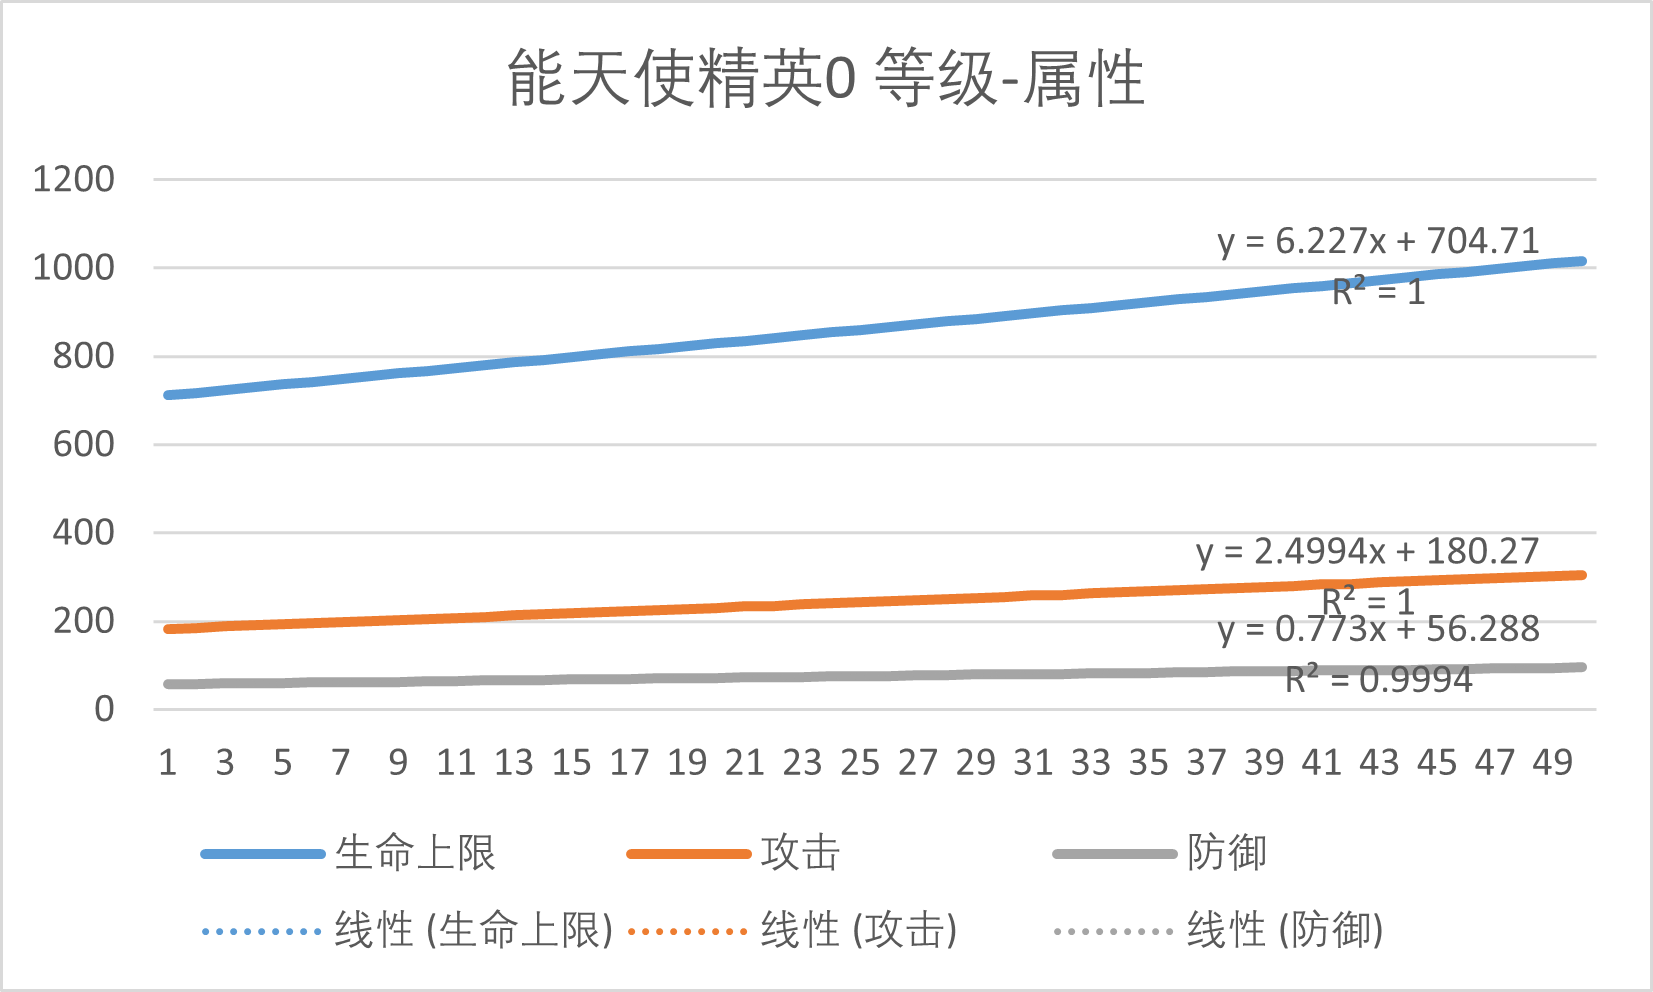 能天使精英0 等级-属性
1200
1000
800
600
400
200
0
y = 6.227x + 704.71
R² = 1
y = 2.4994x + 180.27
R² = 1
y = 0.773x + 56.288
R² = 0.9994
1 3 5 7 9 11 13 15 17 19 21 23 25 27 29 31 33 35 37 39 41 43 45 47 49
生命上限 攻击 防御
线性 (生命上限) 线性 (攻击) 线性 (防御)